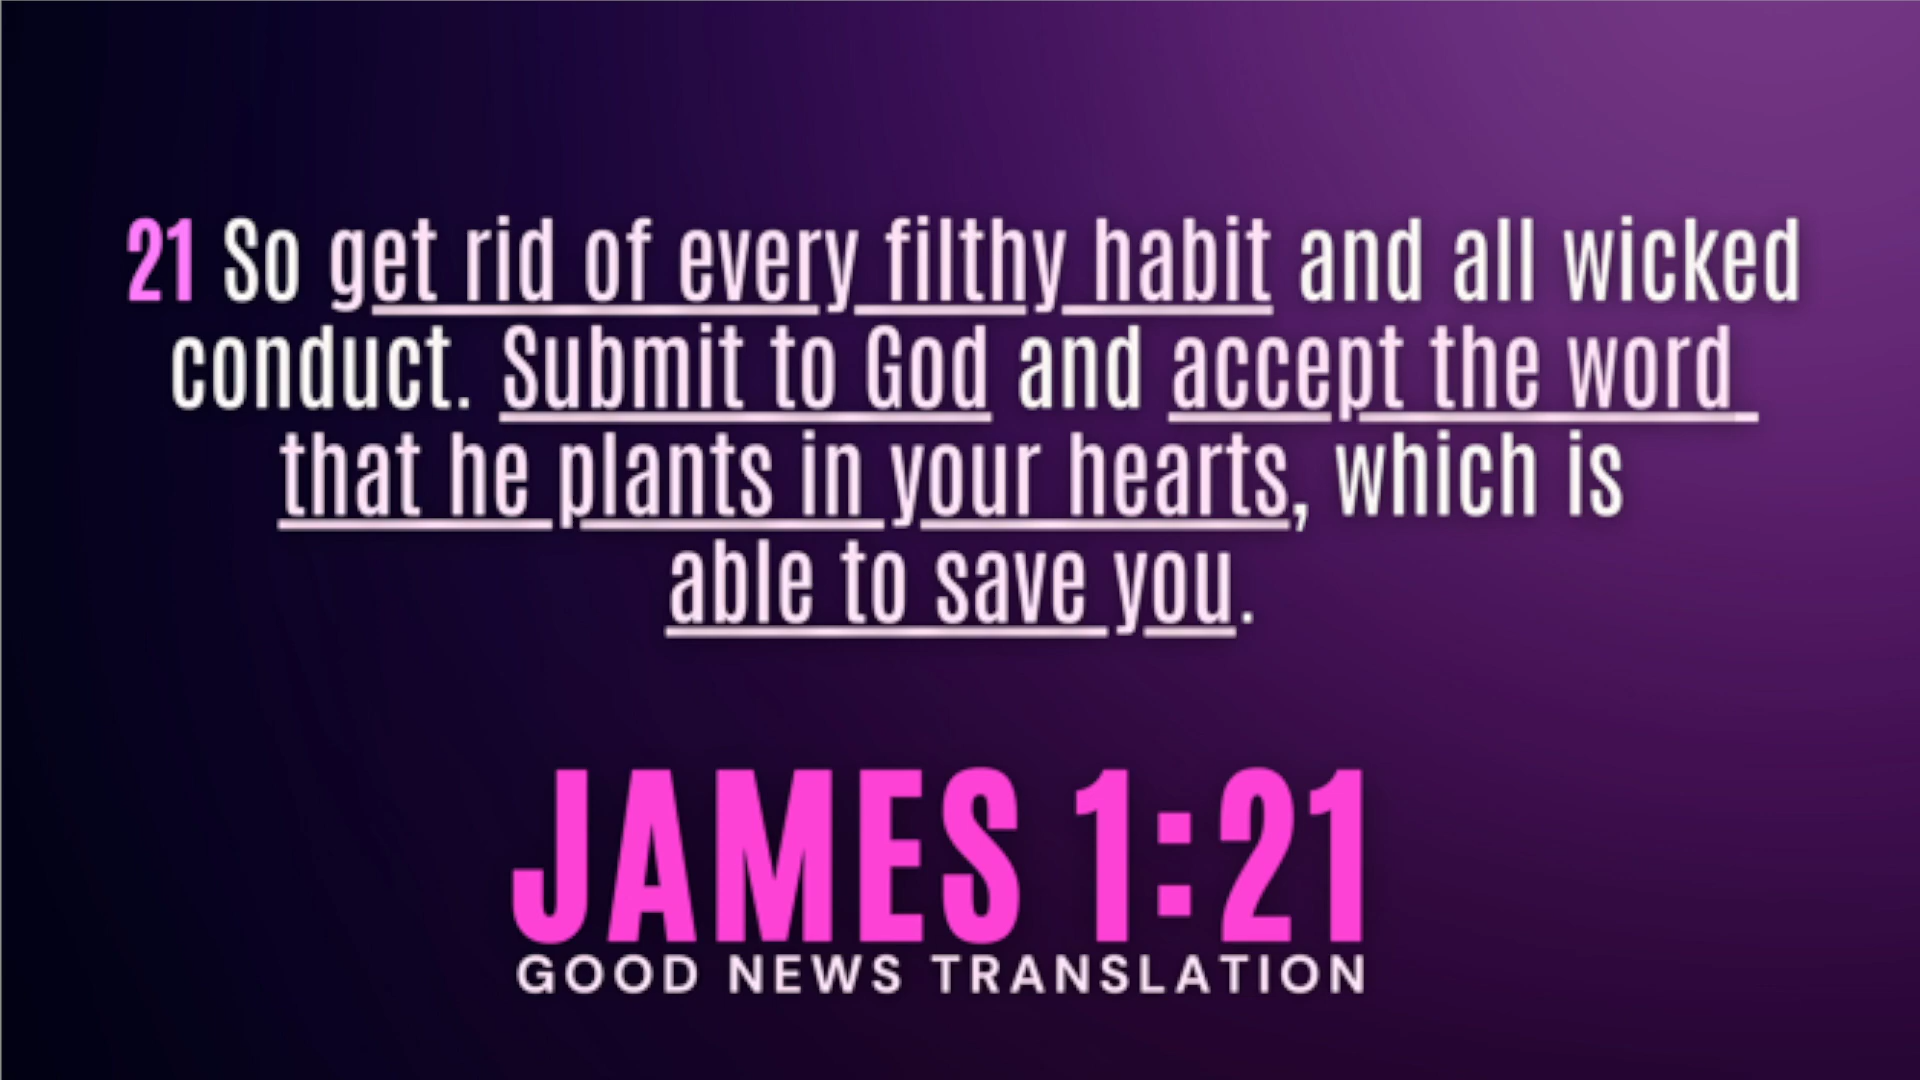 21 So get rid of every filthy habit and all wicked
conduct. Submit to God and accept the word
that he plants in your hearts, which is
able to save you.
JAMES 1:21
GOOD NEWS TRANSLATION